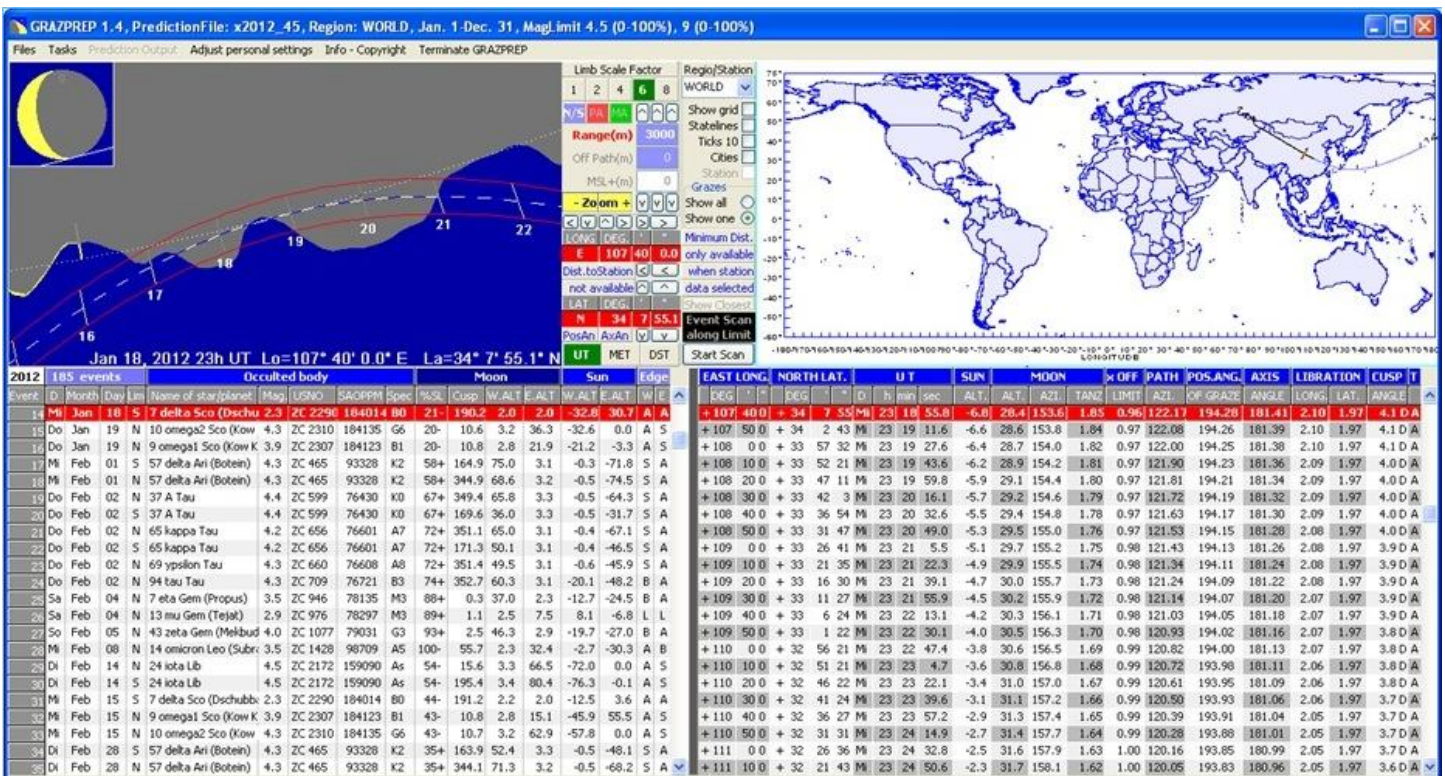 GRAZPREP 1.4, PredictionFile: x2012_45, Region: WORLD, Jan. 1-Dec. 31, MagLimit 4.5 (0-100%), 9 (0-100%)
Files Tasks Prediction Output Adjust personal settings Info - Copyright Terminate GRAZPREP
16 17 18 19 20 21 22
Jan 18, 2012 23h UT Lo=107° 40' 0.0" E La=34° 7' 55.1" N
Limb Scale Factor
1 2 4 6 8
N/S PA MA
Range(m) 3000
Off Path(m) 0
MSL+(m) 0
- Zoom +
LONG DEG. ' "
E 107 40 0.0
Dist.toStation
not available
LAT DEG. ' "
N 34 7 55.1
PosAn AxAn
UT MET DST
Regio/Station
WORLD
Show grid
Statelines
Ticks 10
Cities
Station
Grazes
Show all
Show one
Minimum Dist.
only available
when station
data selected
Show Closest
Event Scan
along Limit
Start Scan
LONGITUDE
2012 185 events Occulted body Moon Sun Edge
Event D Month Day Lim Name of star/planet Mag. USNO SAOPPM Spec %SL Cusp W.ALT E.ALT W.ALT E.ALT W E
14 Mi Jan 18 S 7 delta Sco (Dschu 2.3 ZC 2290 184014 B0 21- 190.2 2.0 2.0 -32.8 30.7 A A
15 Do Jan 19 N 10 omega2 Sco (Kow 4.3 ZC 2310 184135 G6 20- 10.6 3.2 36.3 -32.6 0.0 A S
16 Do Jan 19 N 9 omega1 Sco (Kow K 3.9 ZC 2307 184123 B1 20- 10.8 2.8 21.9 -21.2 -3.3 A S
17 Mi Feb 01 S 57 delta Ari (Botein) 4.3 ZC 465 93328 K2 58+ 164.9 75.0 3.1 -0.3 -71.8 S A
18 Mi Feb 01 N 57 delta Ari (Botein) 4.3 ZC 465 93328 K2 58+ 344.9 68.6 3.2 -0.5 -74.5 S A
19 Do Feb 02 N 37 A Tau 4.4 ZC 599 76430 K0 67+ 349.4 65.8 3.3 -0.5 -64.3 S A
20 Do Feb 02 S 37 A Tau 4.4 ZC 599 76430 K0 67+ 169.6 36.0 3.3 -0.5 -31.7 S A
21 Do Feb 02 N 65 kappa Tau 4.2 ZC 656 76601 A7 72+ 351.1 65.0 3.1 -0.4 -67.1 S A
22 Do Feb 02 S 65 kappa Tau 4.2 ZC 656 76601 A7 72+ 171.3 50.1 3.1 -0.4 -46.5 S A
23 Do Feb 02 N 69 ypsilon Tau 4.3 ZC 660 76608 A8 72+ 351.4 49.5 3.1 -0.6 -45.9 S A
24 Do Feb 02 N 94 tau Tau 4.3 ZC 709 76721 B3 74+ 352.7 60.3 3.1 -20.1 -48.2 B A
25 Sa Feb 04 N 7 eta Gem (Propus) 3.5 ZC 946 78135 M3 88+ 0.3 37.0 2.3 -12.7 -24.5 B A
26 Sa Feb 04 N 13 mu Gem (Tejat) 2.9 ZC 976 78297 M3 89+ 1.1 2.5 7.5 8.1 -6.8 L L
27 So Feb 05 N 43 zeta Gem (Mekbud 4.0 ZC 1077 79031 G3 93+ 2.5 46.3 2.9 -19.7 -27.0 B A
28 Mi Feb 08 N 14 omicron Leo (Subr 3.5 ZC 1428 98709 A5 100- 55.7 2.3 32.4 -2.7 -30.3 A B
29 Di Feb 14 N 24 iota Lib 4.5 ZC 2172 159090 As 54- 15.6 3.3 66.5 -72.0 0.0 A S
30 Di Feb 14 S 24 iota Lib 4.5 ZC 2172 159090 As 54- 195.4 3.4 80.4 -76.3 -0.1 A S
31 Mi Feb 15 S 7 delta Sco (Dschubb 2.3 ZC 2290 184014 B0 44- 191.2 2.2 2.0 -12.5 3.6 A A
32 Mi Feb 15 N 9 omega1 Sco (Kow K 3.9 ZC 2307 184123 B1 43- 10.8 2.8 15.1 -45.9 55.5 A S
33 Mi Feb 15 N 10 omega2 Sco (Kow 4.3 ZC 2310 184135 G6 43- 10.7 3.2 62.9 -57.8 0.0 A S
34 Di Feb 28 S 57 delta Ari (Botein) 4.3 ZC 465 93328 K2 35+ 163.9 52.4 3.3 -0.5 -48.1 S A
35 Di Feb 28 N 57 delta Ari (Botein) 4.3 ZC 465 93328 K2 35+ 344.1 71.3 3.2 -0.5 -68.2 S A
EAST LONG. NORTH LAT. U T SUN MOON x OFF PATH POS.ANG. AXIS LIBRATION CUSP T
DEG ' " DEG ' " D h min sec ALT. ALT. AZI. TANZ LIMIT AZI. OF GRAZE ANGLE LONG. LAT. ANGLE
+ 107 40 0 + 34 7 55 Mi 23 18 55.8 -6.8 28.4 153.6 1.85 0.96 122.17 194.28 181.41 2.10 1.97 4.1 D A
+ 107 50 0 + 34 2 43 Mi 23 19 11.6 -6.6 28.6 153.8 1.84 0.97 122.08 194.26 181.39 2.10 1.97 4.1 D A
+ 108 0 0 + 33 57 32 Mi 23 19 27.6 -6.4 28.7 154.0 1.82 0.97 122.00 194.25 181.38 2.10 1.97 4.1 D A
+ 108 10 0 + 33 52 21 Mi 23 19 43.6 -6.2 28.9 154.2 1.81 0.97 121.90 194.23 181.36 2.09 1.97 4.0 D A
+ 108 20 0 + 33 47 11 Mi 23 19 59.8 -5.9 29.1 154.4 1.80 0.97 121.81 194.21 181.34 2.09 1.97 4.0 D A
+ 108 30 0 + 33 42 3 Mi 23 20 16.1 -5.7 29.2 154.6 1.79 0.97 121.72 194.19 181.32 2.09 1.97 4.0 D A
+ 108 40 0 + 33 36 54 Mi 23 20 32.6 -5.5 29.4 154.8 1.78 0.97 121.63 194.17 181.30 2.09 1.97 4.0 D A
+ 108 50 0 + 33 31 47 Mi 23 20 49.0 -5.3 29.5 155.0 1.76 0.97 121.53 194.15 181.28 2.08 1.97 4.0 D A
+ 109 0 0 + 33 26 41 Mi 23 21 5.5 -5.1 29.7 155.2 1.75 0.98 121.43 194.13 181.26 2.08 1.97 3.9 D A
+ 109 10 0 + 33 21 35 Mi 23 21 22.3 -4.9 29.9 155.5 1.74 0.98 121.34 194.11 181.24 2.08 1.97 3.9 D A
+ 109 20 0 + 33 16 30 Mi 23 21 39.1 -4.7 30.0 155.7 1.73 0.98 121.24 194.09 181.22 2.08 1.97 3.9 D A
+ 109 30 0 + 33 11 27 Mi 23 21 55.9 -4.5 30.2 155.9 1.72 0.98 121.14 194.07 181.20 2.07 1.97 3.9 D A
+ 109 40 0 + 33 6 24 Mi 23 22 13.1 -4.2 30.3 156.1 1.71 0.98 121.03 194.05 181.18 2.07 1.97 3.9 D A
+ 109 50 0 + 33 1 22 Mi 23 22 30.1 -4.0 30.5 156.3 1.70 0.98 120.93 194.02 181.16 2.07 1.97 3.8 D A
+ 110 0 0 + 32 56 21 Mi 23 22 47.4 -3.8 30.6 156.5 1.69 0.99 120.82 194.00 181.13 2.07 1.97 3.8 D A
+ 110 10 0 + 32 51 21 Mi 23 23 4.7 -3.6 30.8 156.8 1.68 0.99 120.72 193.98 181.11 2.06 1.97 3.8 D A
+ 110 20 0 + 32 46 22 Mi 23 23 22.1 -3.4 31.0 157.0 1.67 0.99 120.61 193.95 181.09 2.06 1.97 3.8 D A
+ 110 30 0 + 32 41 24 Mi 23 23 39.6 -3.1 31.1 157.2 1.66 0.99 120.50 193.93 181.06 2.06 1.97 3.7 D A
+ 110 40 0 + 32 36 27 Mi 23 23 57.2 -2.9 31.3 157.4 1.65 0.99 120.39 193.91 181.04 2.05 1.97 3.7 D A
+ 110 50 0 + 32 31 31 Mi 23 24 14.9 -2.7 31.4 157.7 1.64 0.99 120.28 193.88 181.01 2.05 1.97 3.7 D A
+ 111 0 0 + 32 26 36 Mi 23 24 32.8 -2.5 31.6 157.9 1.63 1.00 120.16 193.85 180.99 2.05 1.97 3.7 D A
+ 111 10 0 + 32 21 43 Mi 23 24 50.6 -2.3 31.7 158.1 1.62 1.00 120.05 193.83 180.96 2.05 1.97 3.6 D A